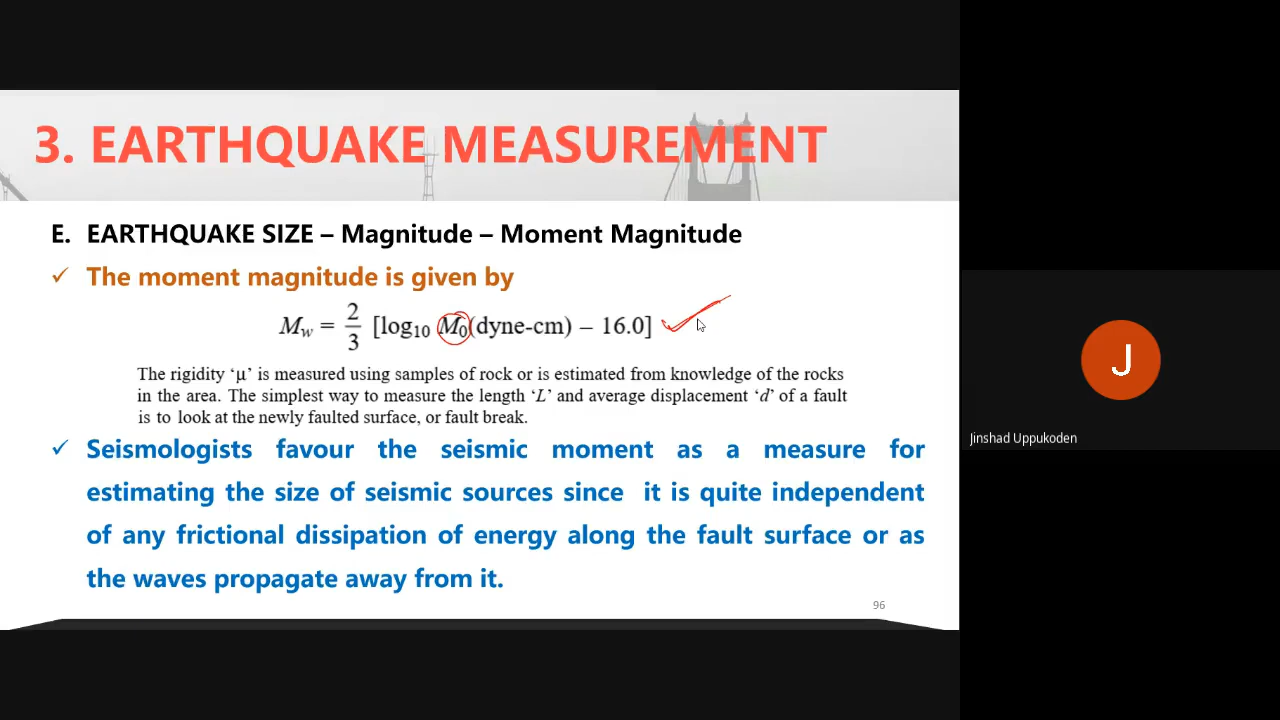 3. EARTHQUAKE MEASUREMENT
E. EARTHQUAKE SIZE – Magnitude – Moment Magnitude
✓ The moment magnitude is given by
M_w = 2/3 [log₁₀ M₀(dyne-cm) – 16.0]
The rigidity ‘μ’ is measured using samples of rock or is estimated from knowledge of the rocks
in the area. The simplest way to measure the length ‘L’ and average displacement ‘d’ of a fault
is to look at the newly faulted surface, or fault break.
✓ Seismologists favour the seismic moment as a measure for
estimating the size of seismic sources since it is quite independent
of any frictional dissipation of energy along the fault surface or as
the waves propagate away from it.
96
J
Jinshad Uppukoden